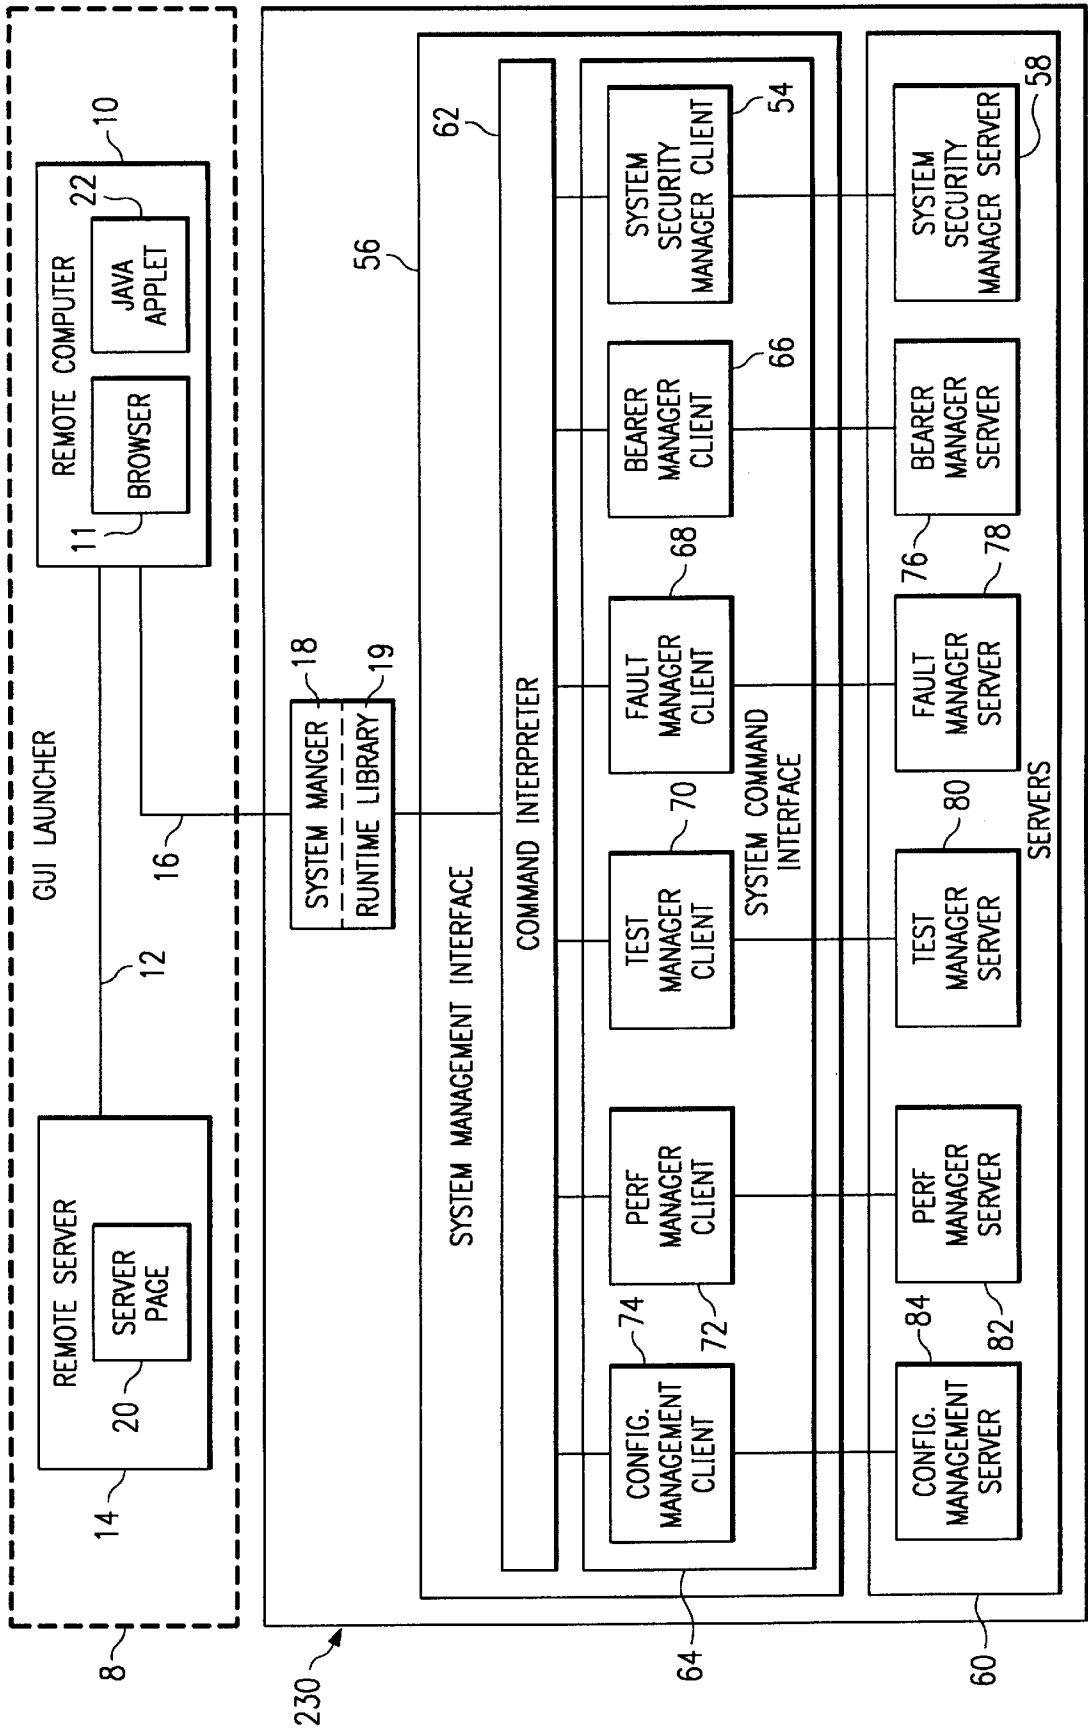 8
GUI LAUNCHER
14
REMOTE SERVER
20
SERVER
PAGE
12
16
REMOTE COMPUTER
10
11
BROWSER
JAVA
APPLET
22
230
SYSTEM MANGER
18
RUNTIME LIBRARY
19
SYSTEM MANAGEMENT INTERFACE
56
COMMAND INTERPRETER
62
64
74
CONFIG.
MANAGEMENT
CLIENT
72
PERF
MANAGER
CLIENT
70
TEST
MANAGER
CLIENT
SYSTEM COMMAND
INTERFACE
68
FAULT
MANAGER
CLIENT
66
BEARER
MANAGER
CLIENT
54
SYSTEM
SECURITY
MANAGER CLIENT
60
84
CONFIG.
MANAGEMENT
SERVER
82
PERF
MANAGER
SERVER
80
TEST
MANAGER
SERVER
SERVERS
78
FAULT
MANAGER
SERVER
76
BEARER
MANAGER
SERVER
58
SYSTEM
SECURITY
MANAGER SERVER